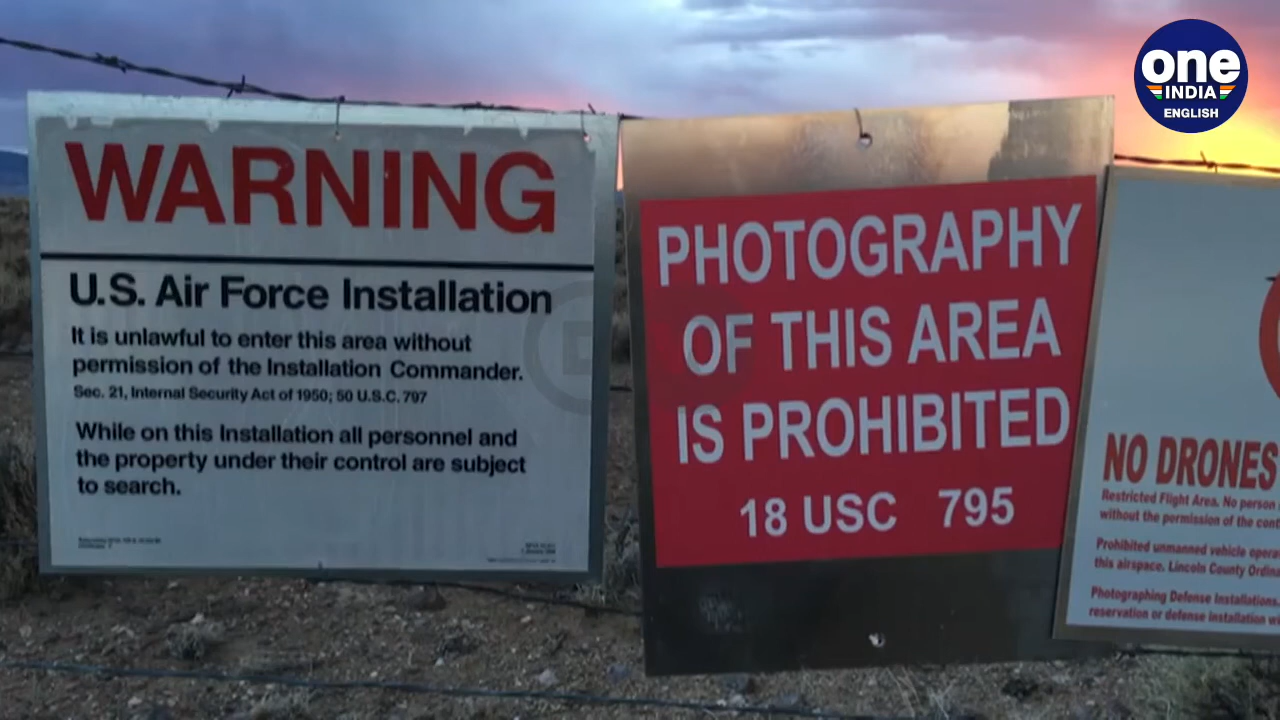 one
INDIA
ENGLISH
WARNING
U.S. Air Force Installation
It is unlawful to enter this area without
permission of the Installation Commander.
Sec. 21, Internal Security Act of 1950; 50 U.S.C. 797
While on this Installation all personnel and
the property under their control are subject
to search.
PHOTOGRAPHY
OF THIS AREA
IS PROHIBITED
18 USC 795
NO DRONES
Restricted Flight Area. No person
without the permission of the
Prohibited unmanned vehicle
this airspace. Lincoln County
Photographing Defense Installations.
reservation or defense installation